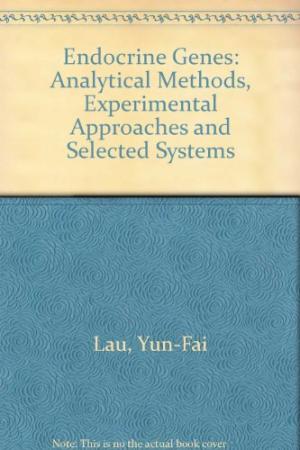 Endocrine Genes:
Analytical Methods,
Experimental
Approaches and
Selected Systems
Lau, Yun-Fai
Note: This is no the actual book cover